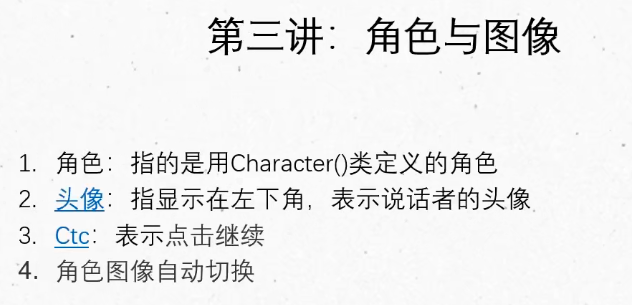 第三讲：角色与图像
1. 角色：指的是用Character()类定义的角色
2. 头像：指显示在左下角，表示说话者的头像
3. Ctc：表示点击继续
4. 角色图像自动切换